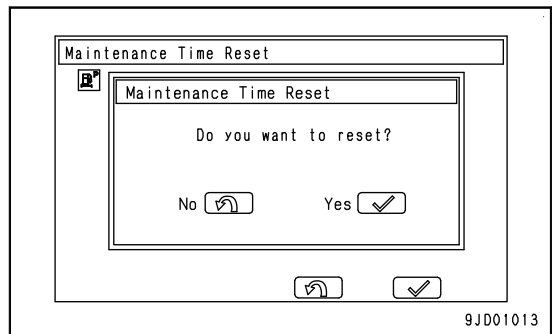 Maintenance Time Reset
P
Maintenance Time Reset
Do you want to reset?
No Yes
9JD01013